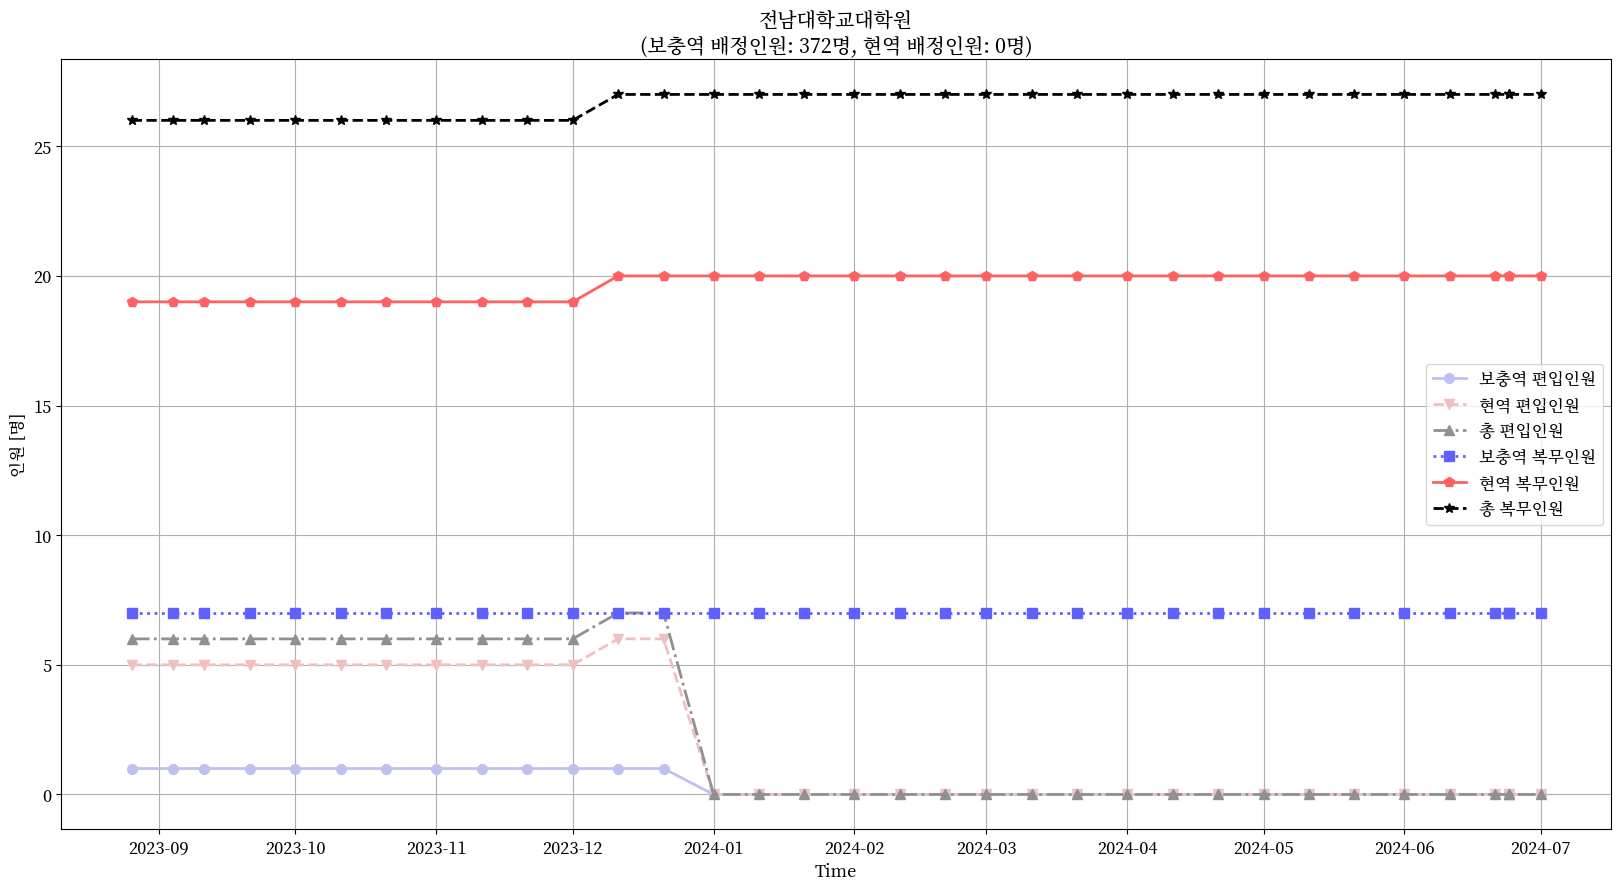 전남대학교대학원
(보충역 배정인원: 372명, 현역 배정인원: 0명)
인원 [명]
25
20
15
10
5
0
보충역 편입인원
현역 편입인원
총 편입인원
보충역 복무인원
현역 복무인원
총 복무인원
2023-09
2023-10
2023-11
2023-12
2024-01
2024-02
2024-03
2024-04
2024-05
2024-06
2024-07
Time